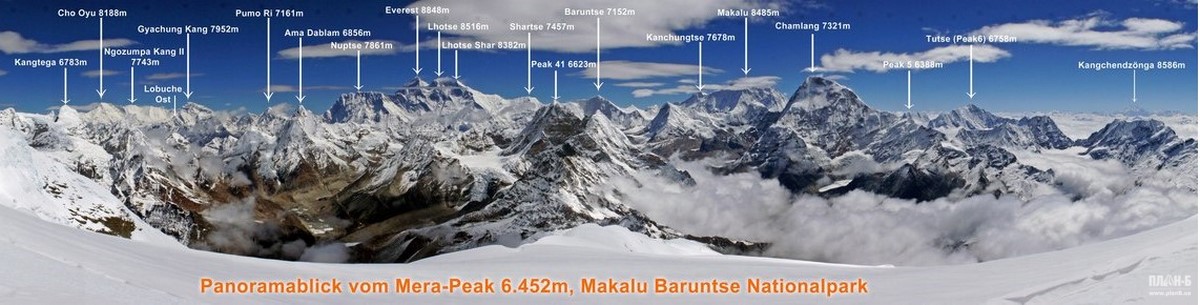 Cho Oyu 8188m
Gyachung Kang 7952m
Pumo Ri 7161m
Ama Dablam 6856m
Nuptse 7861m
Everest 8848m
Lhotse 8516m
Lhotse Shar 8382m
Shartse 7457m
Baruntse 7152m
Makalu 8485m
Kanchungtse 7678m
Chamlang 7321m
Tutse (Peak6) 6758m
Kangtega 6783m
Ngozumpa Kang II
7743m
Lobuche
Ost
Peak 41 6623m
Peak 5 6388m
Kangchendzönga 8586m
Panoramablick vom Mera-Peak 6.452m, Makalu Baruntse Nationalpark